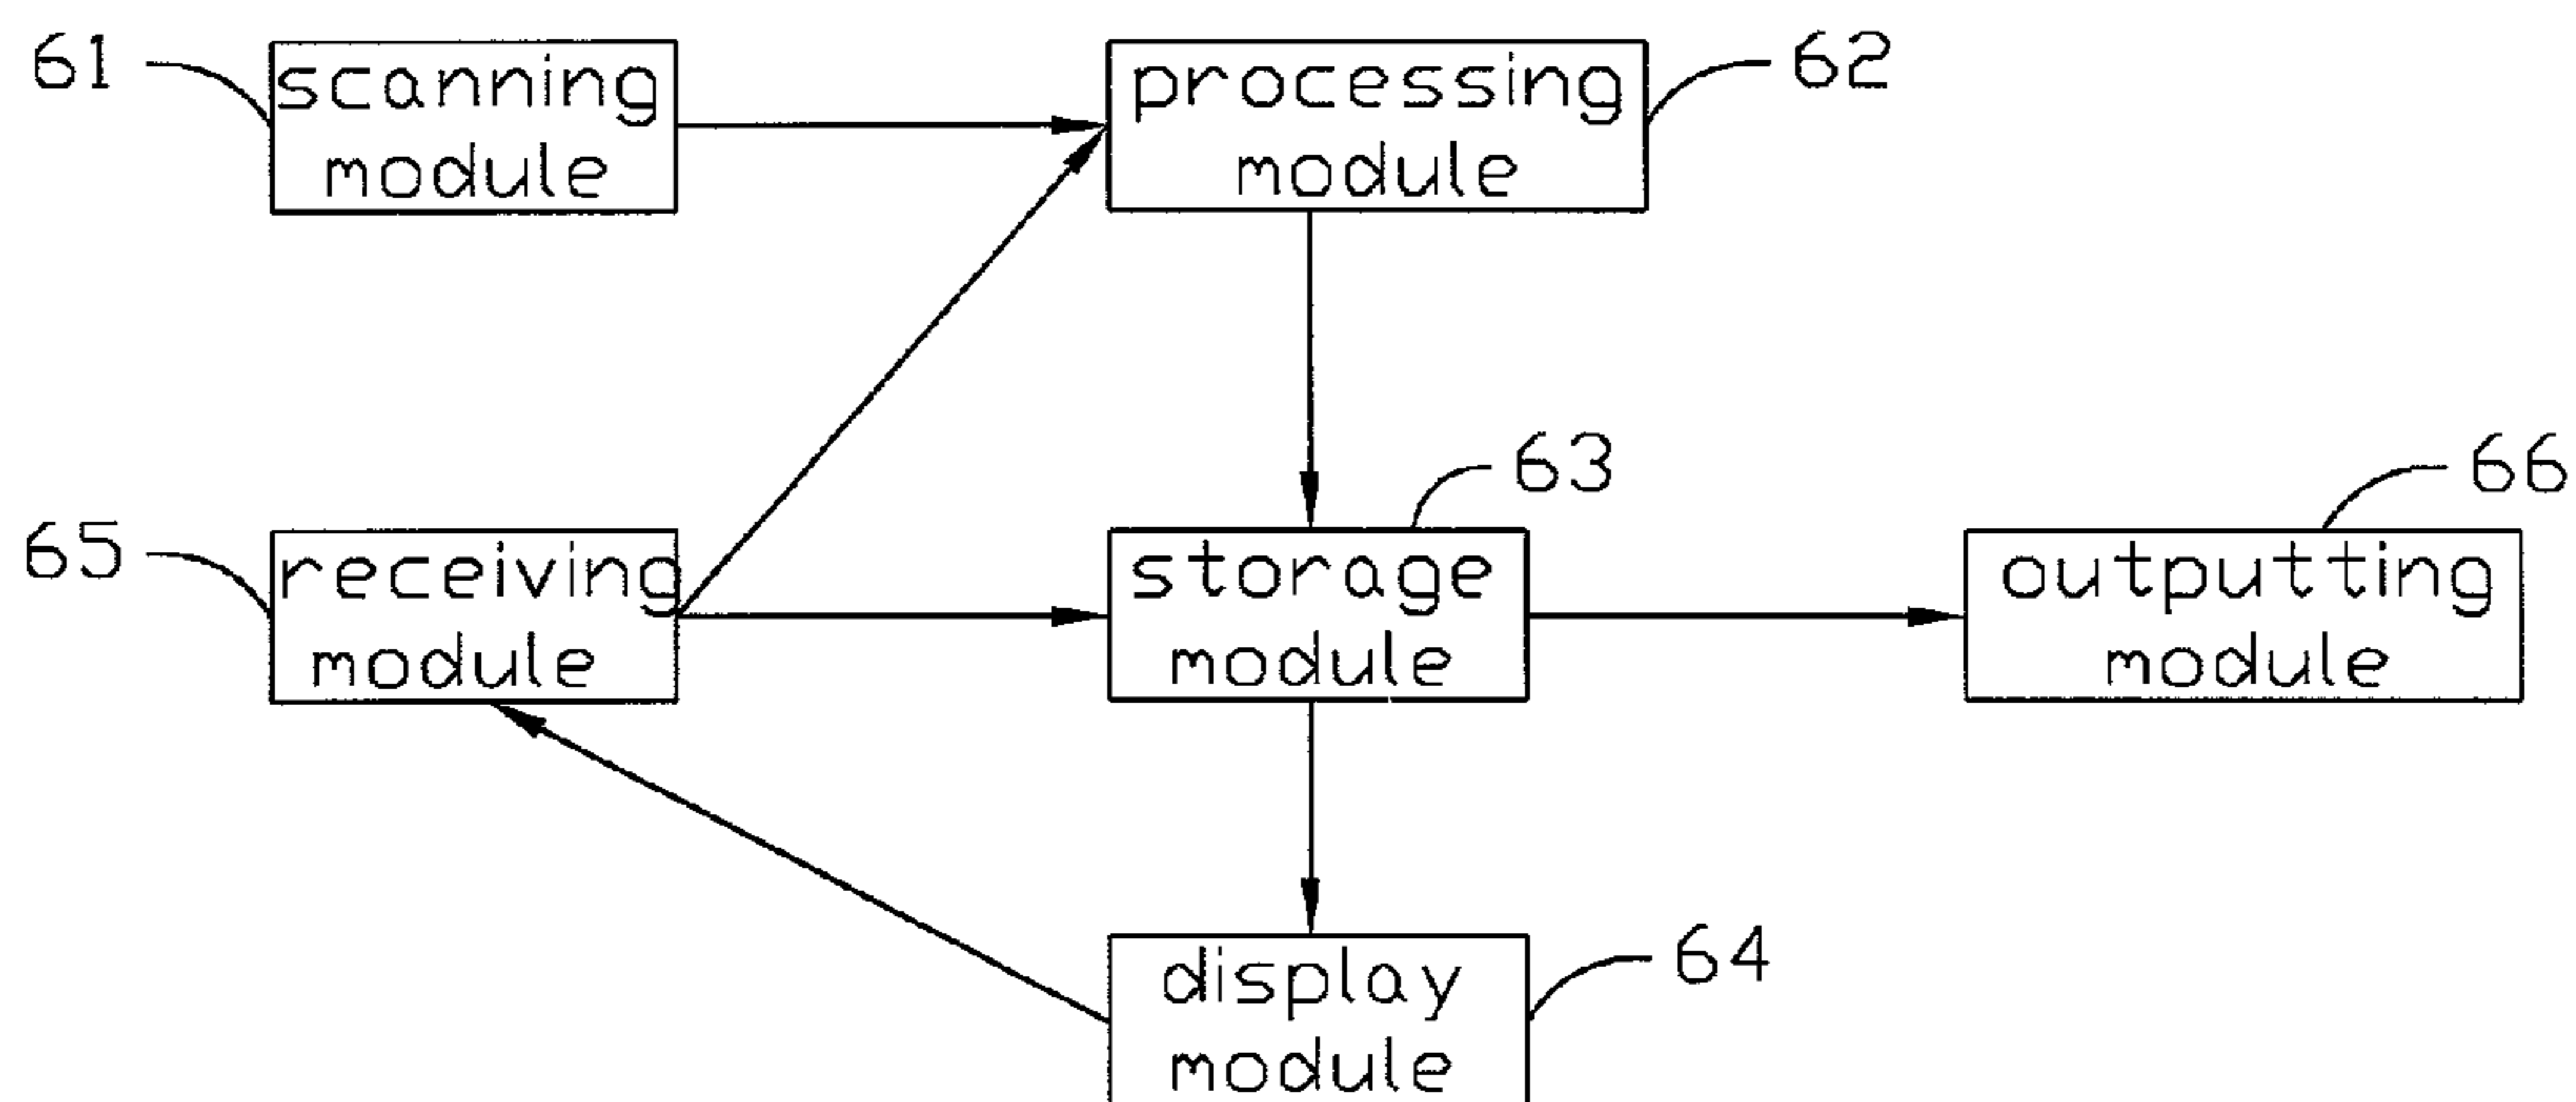 61
scanning
module
processing
module
62
65
receiving
module
storage
module
63
outputting
module
66
display
module
64